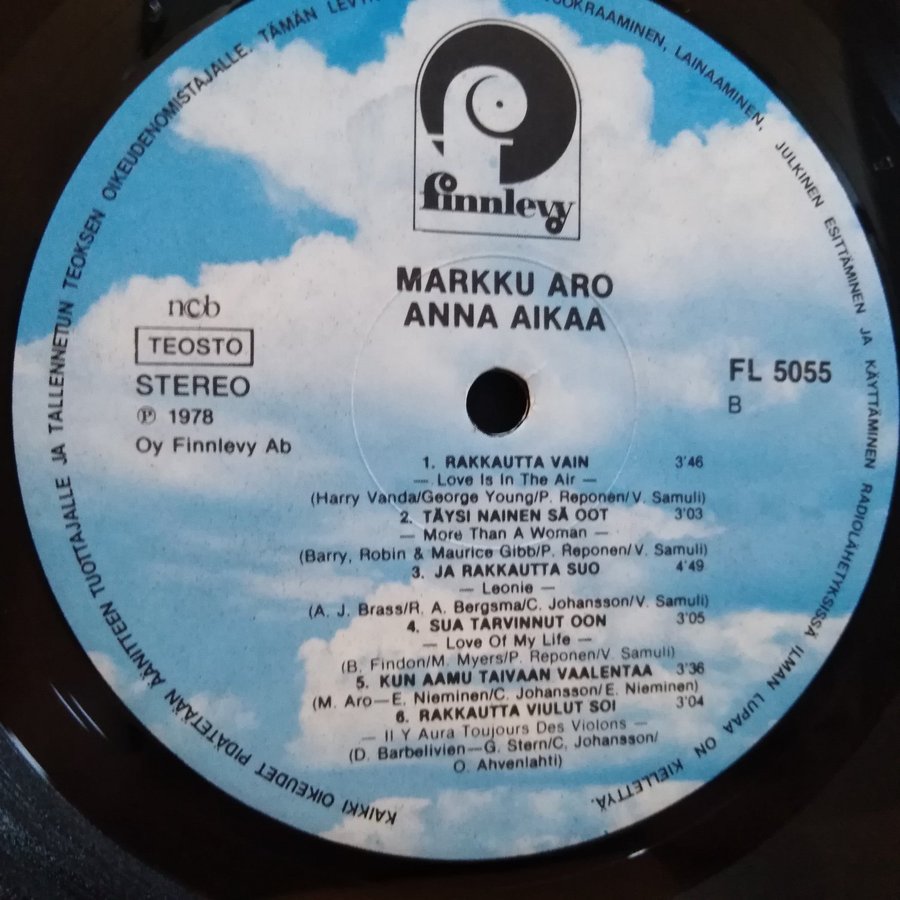 KAIKKI OIKEUDET PIDÄTETÄÄN ÄÄNITTEEN TUOTTAJALLE JA TALLENNETUN TEOKSEN OIKEUDENOMISTAJALLE. TÄMÄN LAINAAMINEN, JULKINEN ESITTÄMINEN JA KÄYTTÄMINEN RADIOLÄHETYKSISSÄ ILMAN LUPAA ON KIELLETTYÄ.
finnlevy
MARKKU ARO
ANNA AIKAA
ncb
TEOSTO
STEREO
℗ 1978
Oy Finnlevy Ab
FL 5055
B
1. RAKKAUTTA VAIN 3'46
— Love Is In The Air —
(Harry Vanda/George Young/P. Reponen/V. Samuli)
2. TÄYSI NAINEN SÄ OOT 3'03
— More Than A Woman —
(Barry, Robin & Maurice Gibb/P. Reponen/V. Samuli)
3. JA RAKKAUTTA SUO 4'49
— Leonie —
(A. J. Brass/R. A. Bergsma/C. Johansson/V. Samuli)
4. SUA TARVINNUT OON 3'05
— Love Of My Life —
(B. Findon/M. Myers/P. Reponen/V. Samuli)
5. KUN AAMU TAIVAAN VAALENTAA 3'36
(M. Aro—E. Nieminen/C. Johansson/E. Nieminen)
6. RAKKAUTTA VIULUT SOI 3'04
— Il Y Aura Toujours Des Violons —
(D. Barbelivien—G. Stern/C. Johansson/
O. Ahvenlahti)